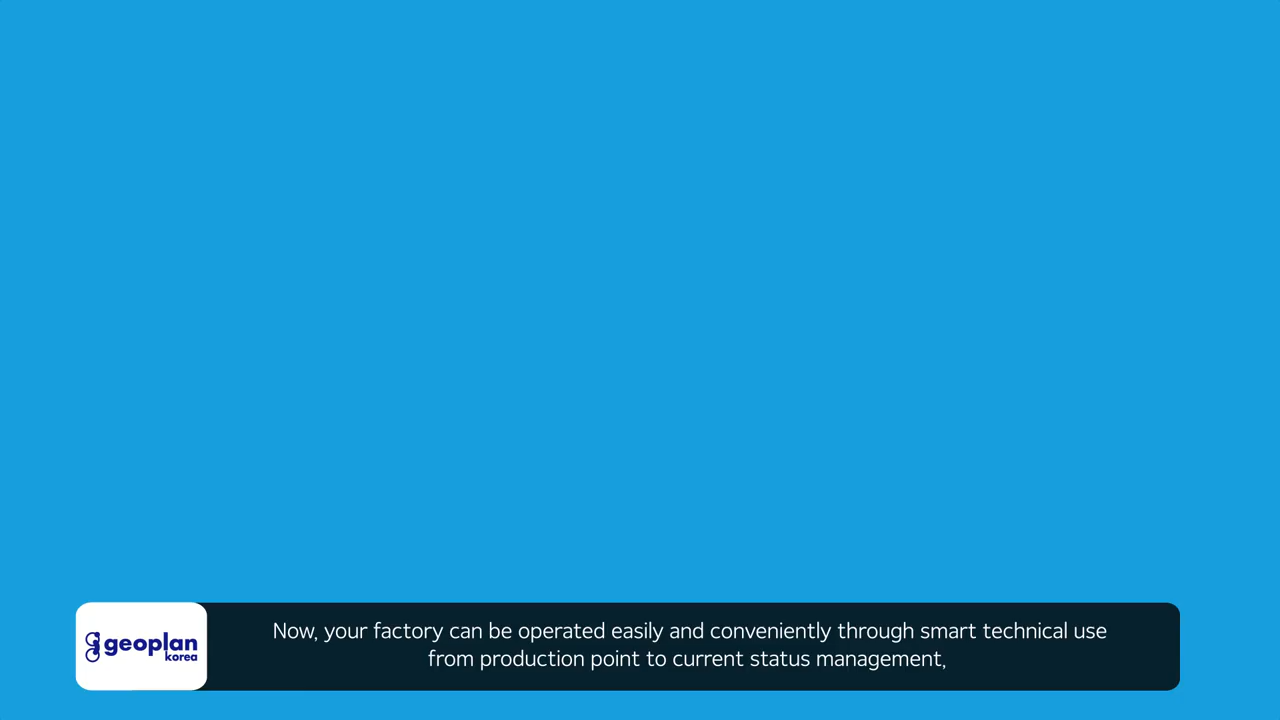 geoplan
korea
Now, your factory can be operated easily and conveniently through smart technical use
from production point to current status management,